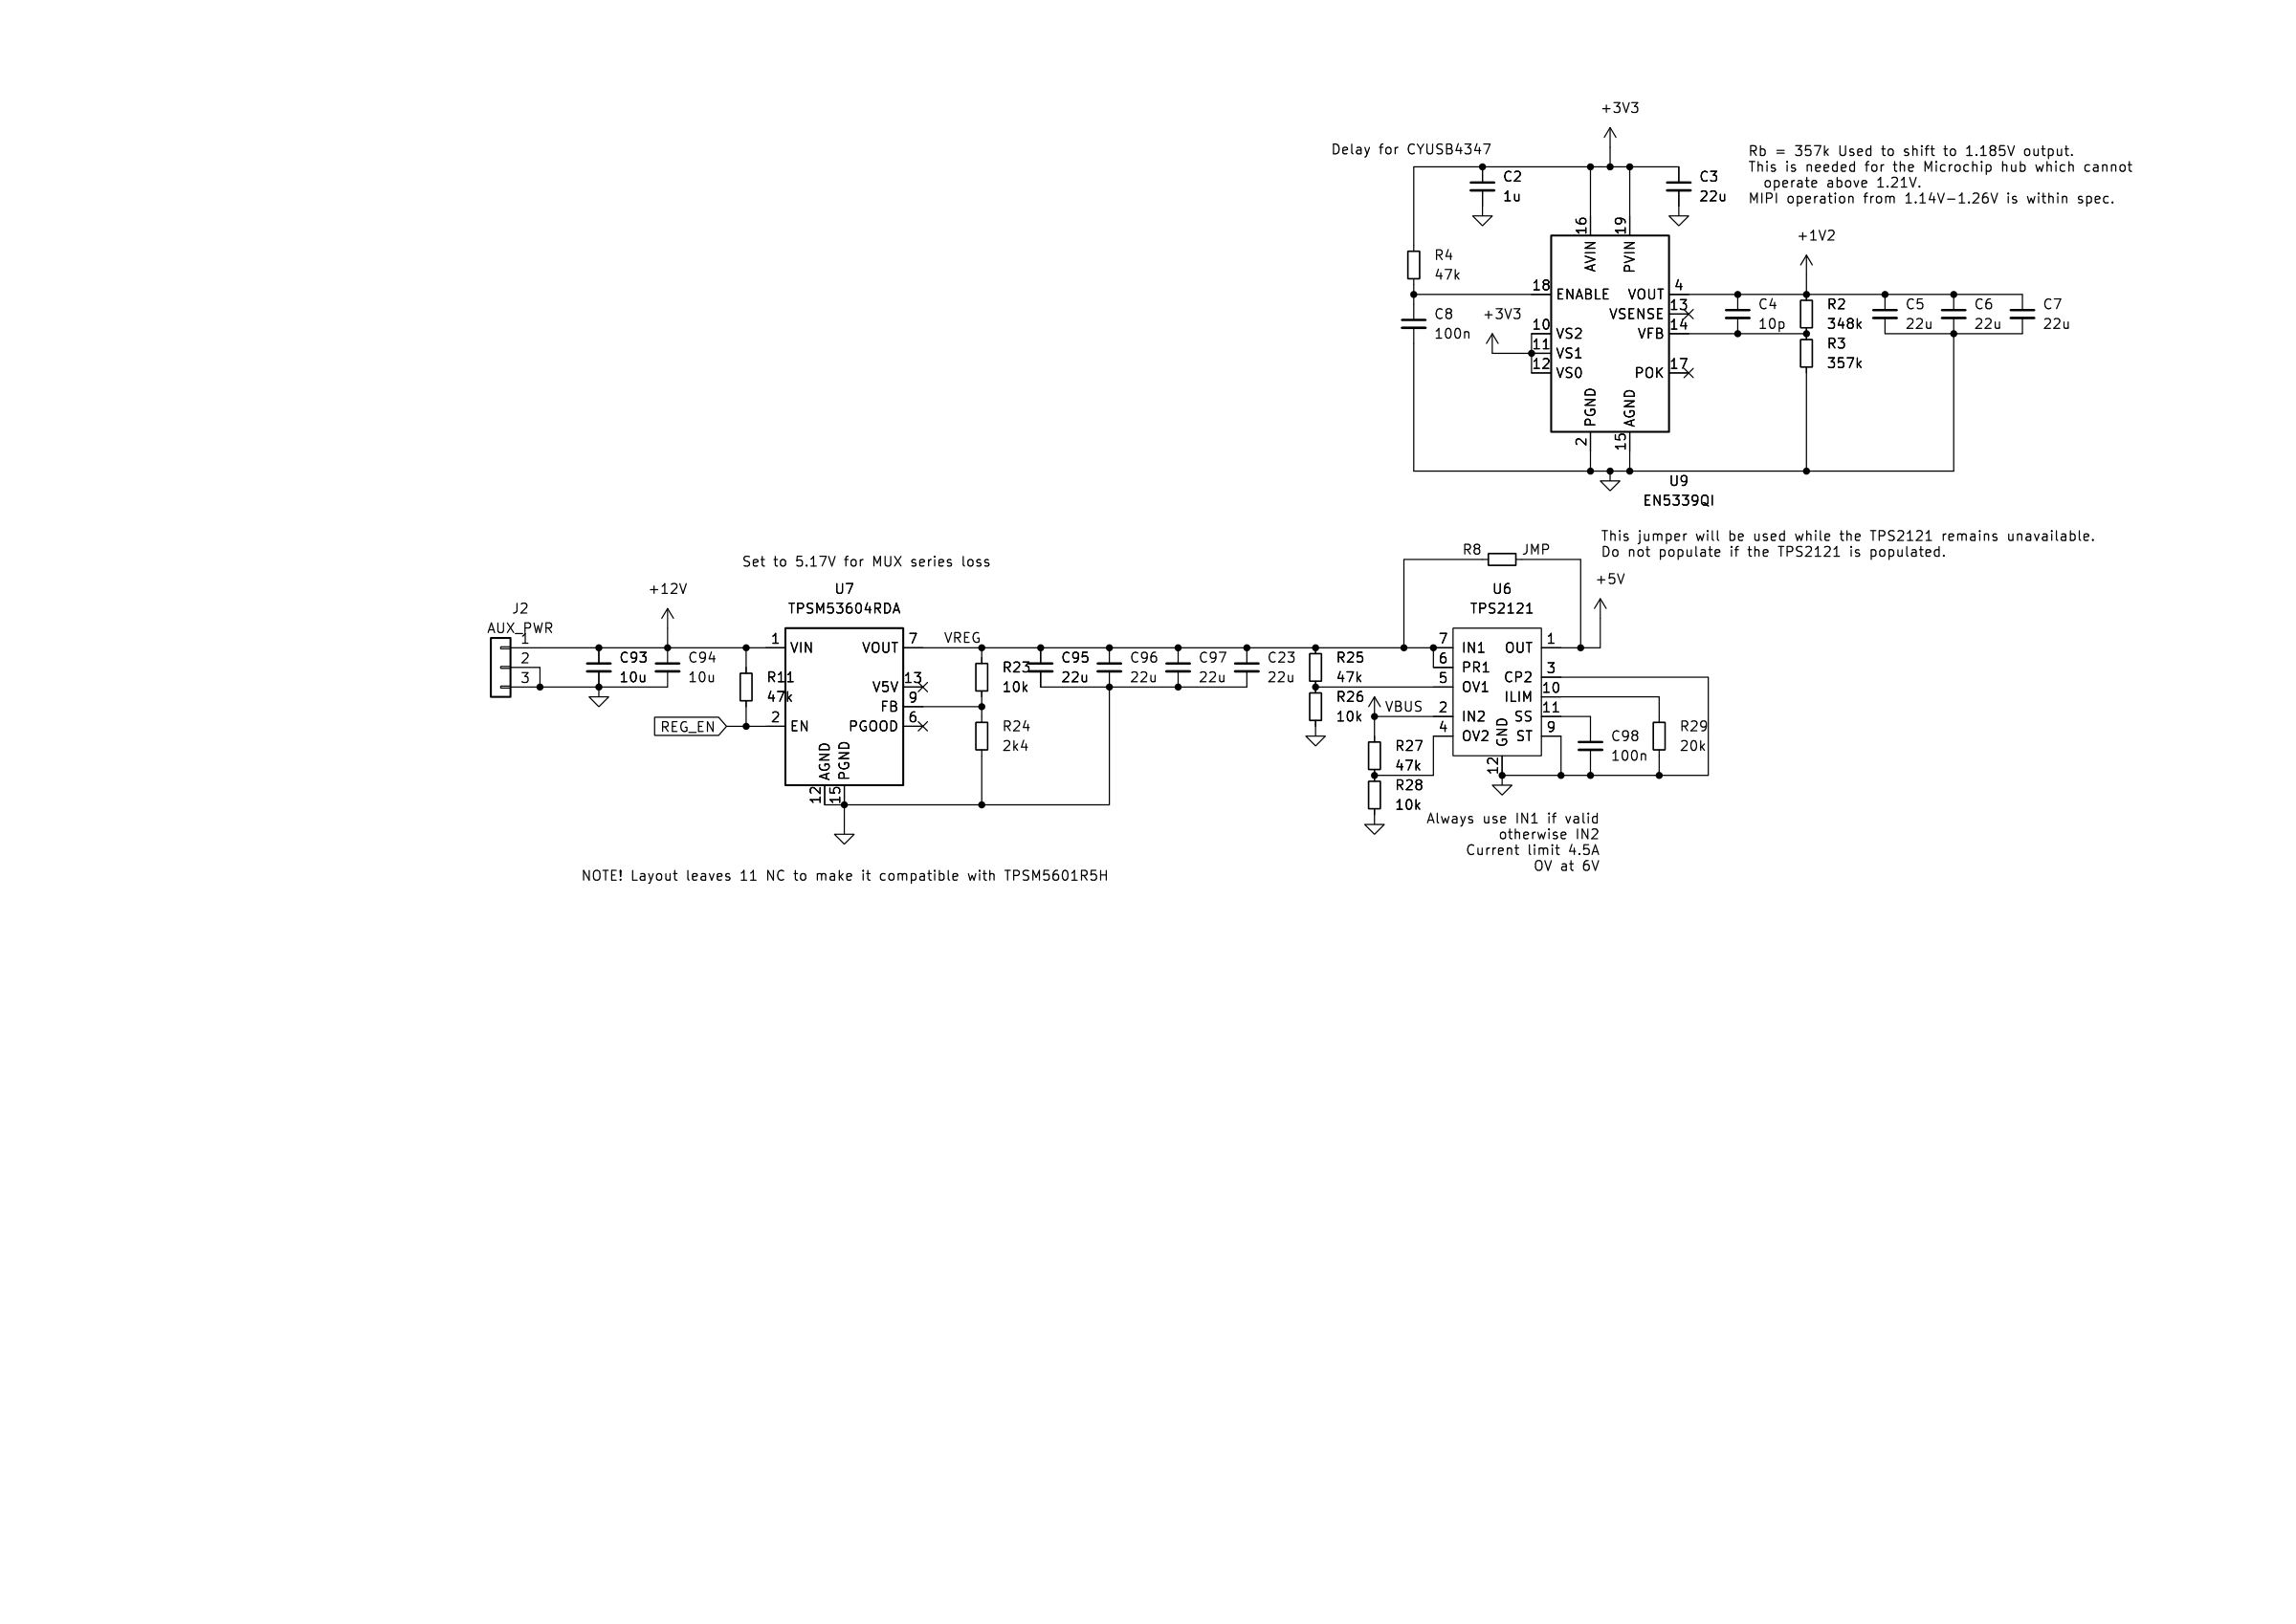 +3V3
Delay for CYUSB4347
Rb = 357k Used to shift to 1.185V output.
This is needed for the Microchip hub which cannot
operate above 1.21V.
MIPI operation from 1.14V-1.26V is within spec.
C2
1u
C3
22u
16
19
AVIN
PVIN
+1V2
R4
47k
18
ENABLE
VOUT
4
13
VSENSE
14
VFB
C4
10p
R2
348k
C5
22u
C6
22u
C7
22u
C8
100n
+3V3
10
VS2
11
VS1
12
VS0
R3
357k
POK
17
PGND
AGND
2
15
U9
EN5339QI
This jumper will be used while the TPS2121 remains unavailable.
Do not populate if the TPS2121 is populated.
R8
JMP
+5V
Set to 5.17V for MUX series loss
+12V
U7
TPSM53604RDA
U6
TPS2121
J2
AUX_PWR
1
2
3
C93
10u
C94
10u
R11
47k
REG_EN
1
VIN
VOUT
7
V5V
13
FB
9
2
EN
PGOOD
6
AGND
PGND
12
15
VREG
R23
10k
R24
2k4
C95
22u
C96
22u
C97
22u
C23
22u
R25
47k
R26
10k
VBUS
R27
47k
R28
10k
7
IN1
OUT
1
6
PR1
CP2
3
5
OV1
ILIM
10
2
IN2
SS
11
4
OV2
ST
9
GND
12
C98
100n
R29
20k
Always use IN1 if valid
otherwise IN2
Current limit 4.5A
OV at 6V
NOTE! Layout leaves 11 NC to make it compatible with TPSM5601R5H